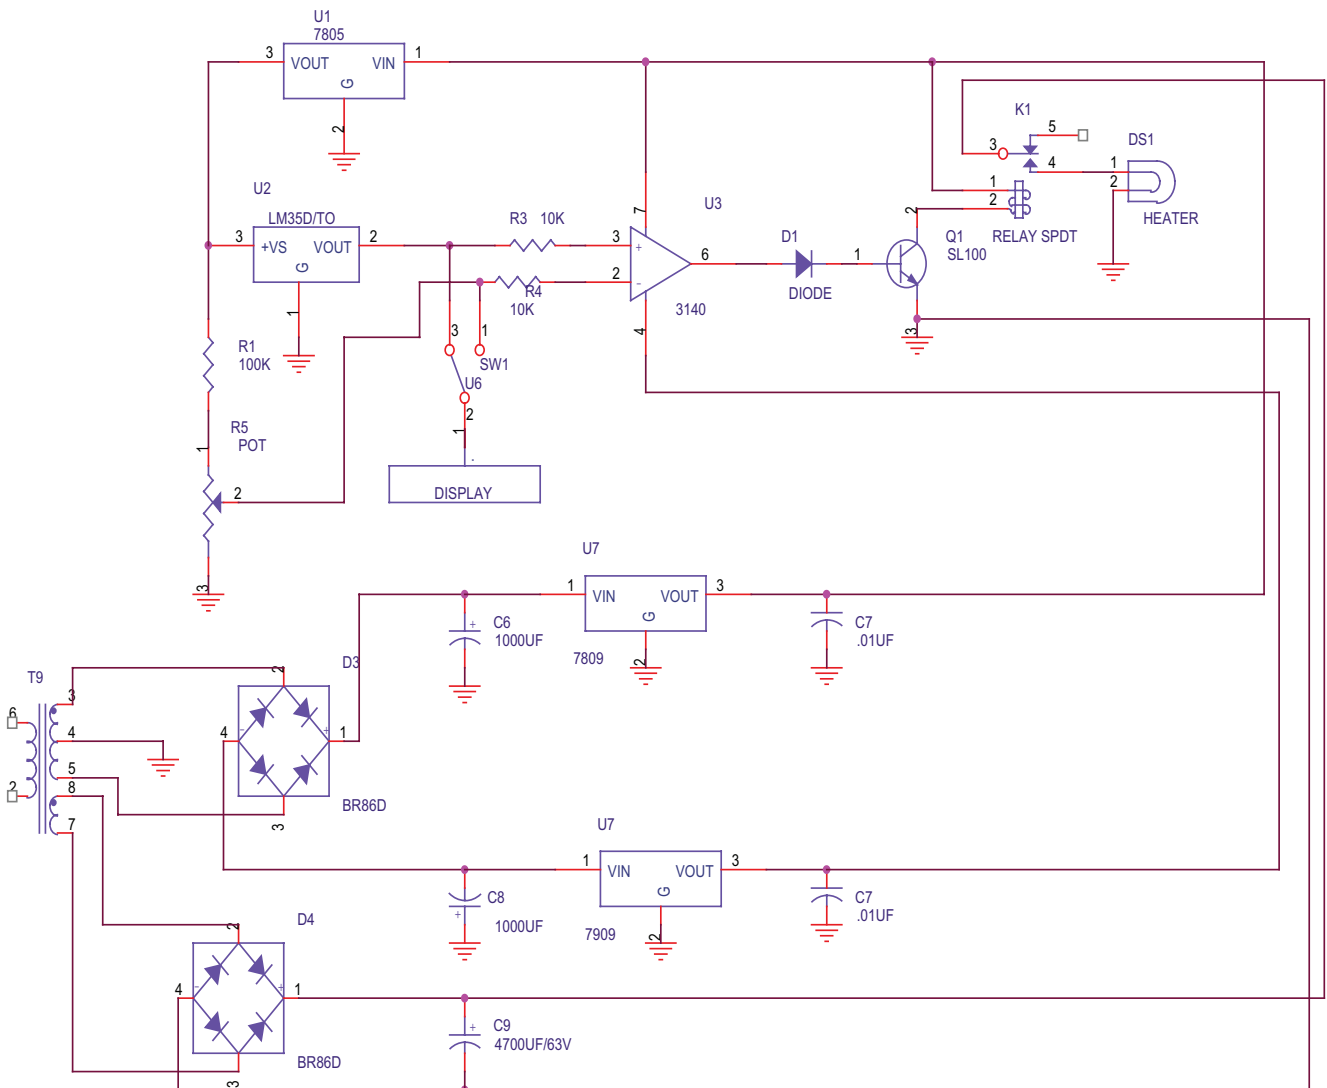 U1
7805
3 VOUT VIN 1
G
2
K1
5
3
DS1
4 1
2
HEATER
1
2
RELAY SPDT
U2
LM35D/TO
3 +VS VOUT 2
G
1
R3 10K
U3
7
3 +
2 -
6
4
3140
R4
10K
D1
DIODE
1
2
Q1
SL100
3
R1
100K
3 1
SW1
U6
2
1
R5
POT
1
2
3
.
DISPLAY
U7
1 VIN VOUT 3
G
2
7809
C6
+
1000UF
C7
.01UF
T9
6
2
3
4
5
8
7
D3
2
4 - + 1
3
BR86D
U7
1 VIN VOUT 3
G
2
7909
C8
+
1000UF
C7
.01UF
D4
2
4 - + 1
3
BR86D
C9
+
4700UF/63V